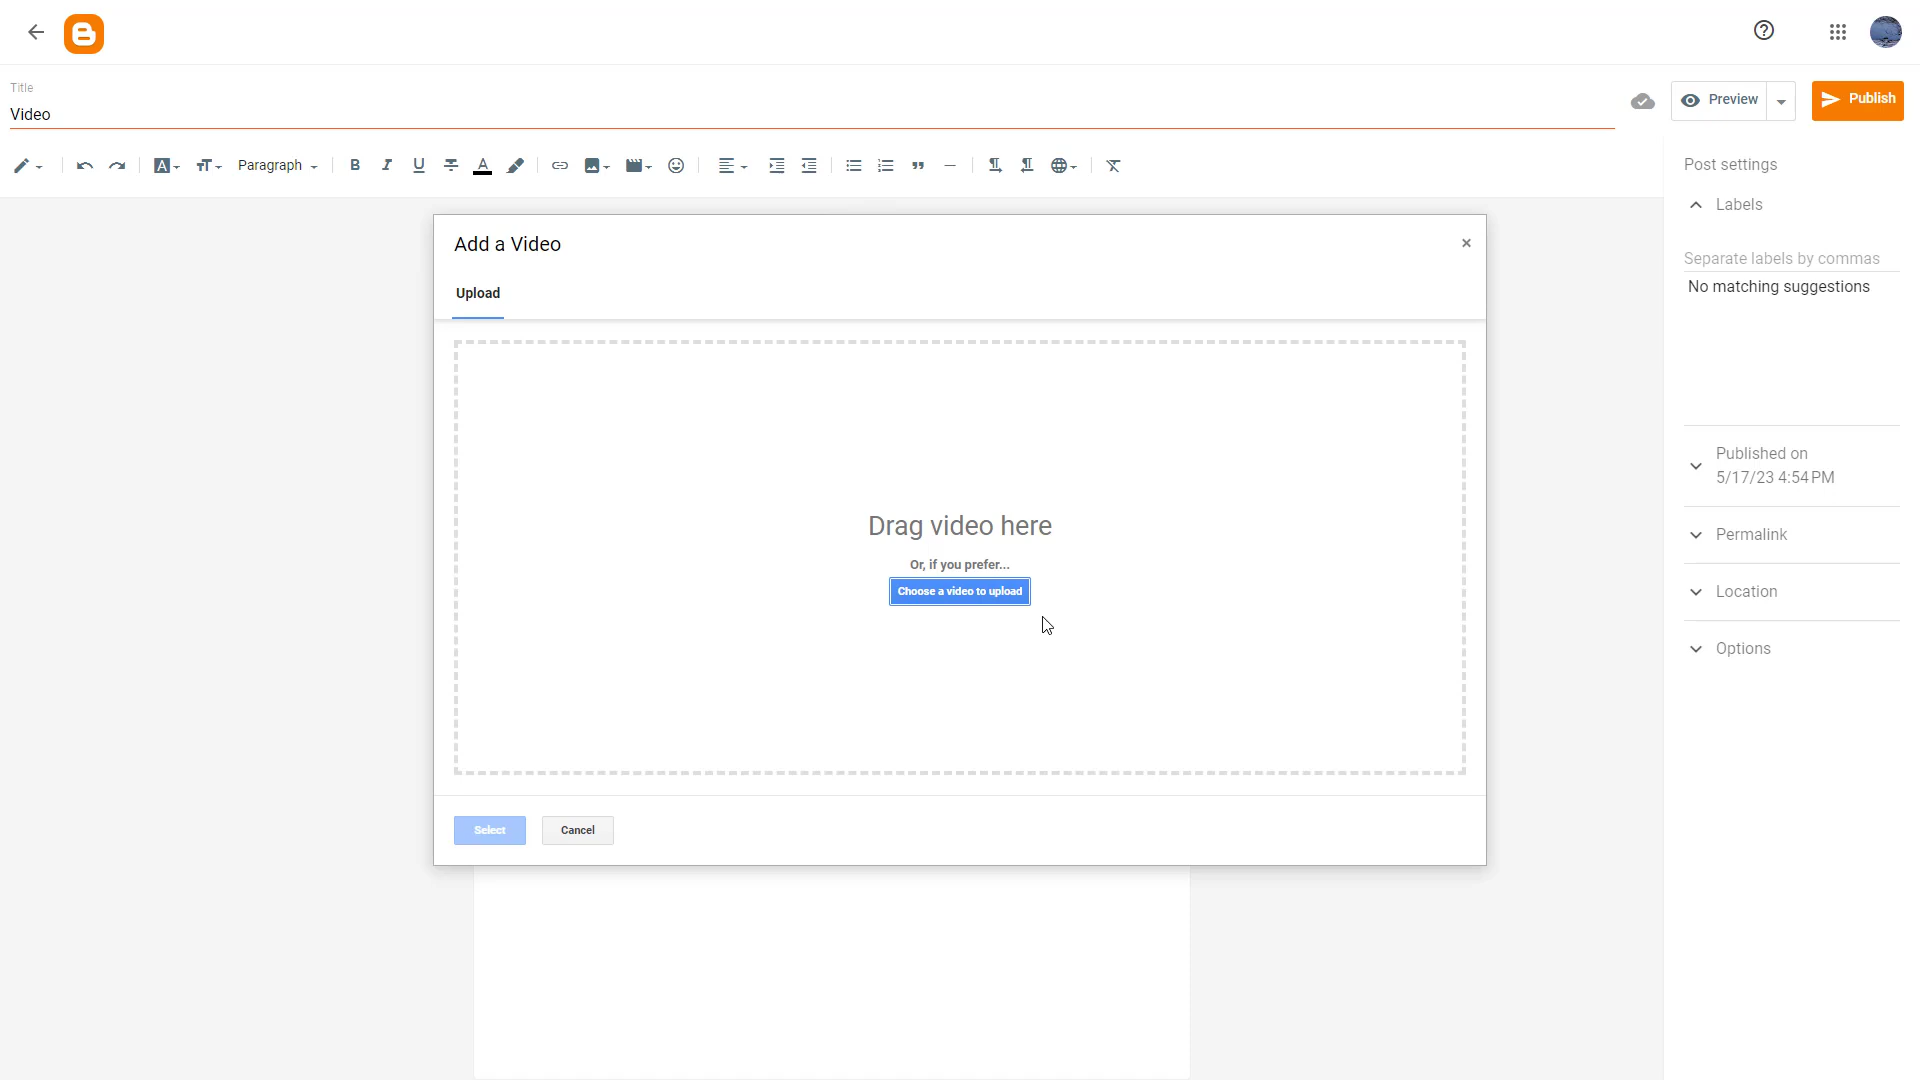 Title
Video
Preview
Publish
Paragraph
Post settings
Labels
Separate labels by commas
No matching suggestions
Published on
5/17/23 4:54 PM
Permalink
Location
Options
Add a Video
×
Upload
Drag video here
Or, if you prefer...
Choose a video to upload
Select
Cancel